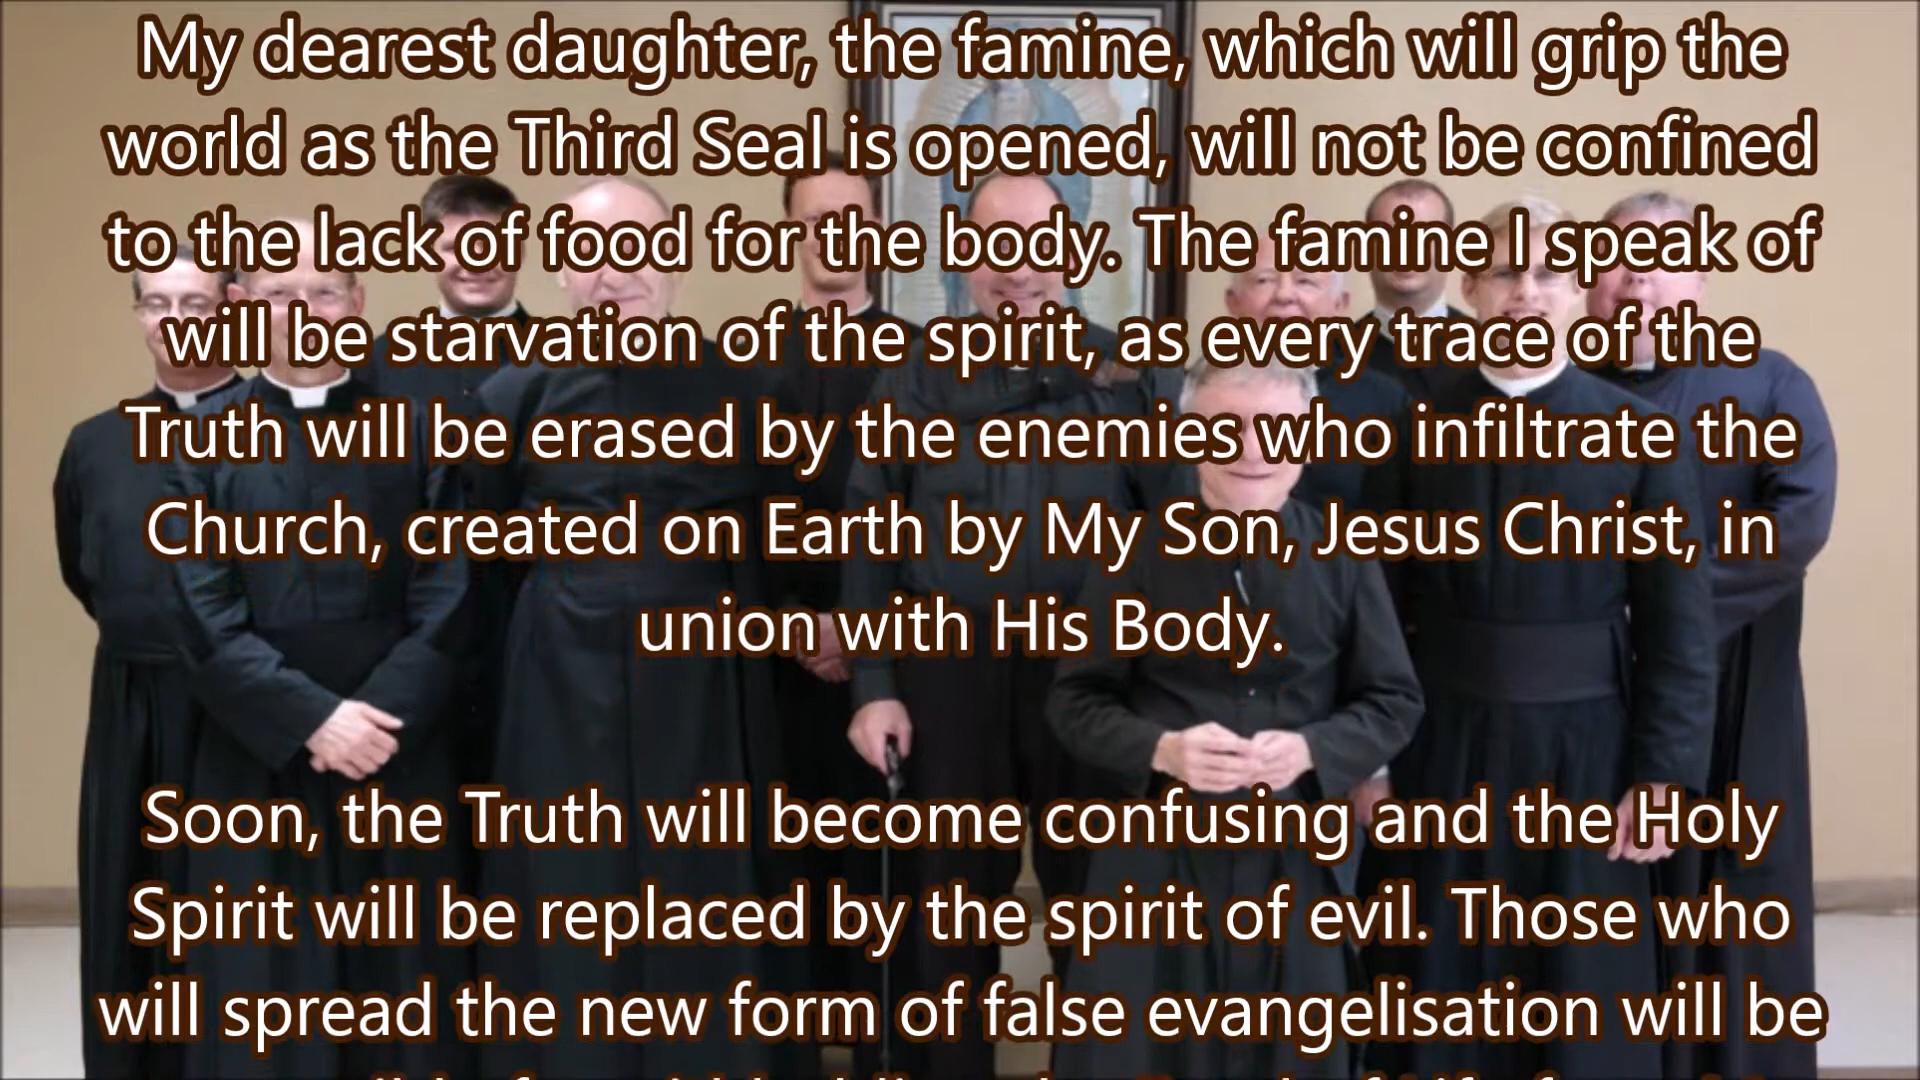 My dearest daughter, the famine, which will grip the
world as the Third Seal is opened, will not be confined
to the lack of food for the body. The famine I speak of
will be starvation of the spirit, as every trace of the
Truth will be erased by the enemies who infiltrate the
Church, created on Earth by My Son, Jesus Christ, in
union with His Body.
Soon, the Truth will become confusing and the Holy
Spirit will be replaced by the spirit of evil. Those who
will spread the new form of false evangelisation will be